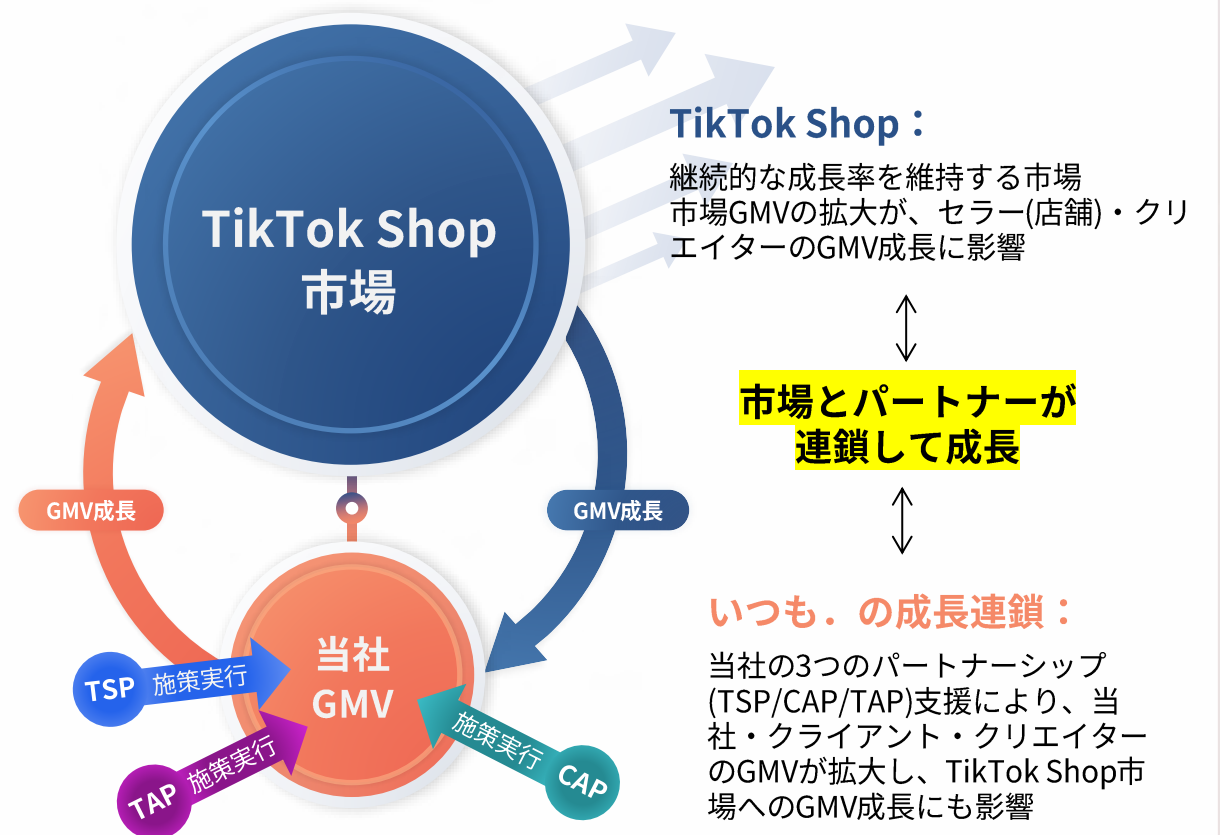 TikTok Shop
市場
GMV成長
GMV成長
当社
GMV
TSP
施策実行
TAP
施策実行
施策実行
CAP
TikTok Shop：
継続的な成長率を維持する市場
市場GMVの拡大が、セラー(店舗)・クリ
エイターのGMV成長に影響
市場とパートナーが
連鎖して成長
いつも．の成長連鎖：
当社の3つのパートナーシップ
(TSP/CAP/TAP)支援により、当
社・クライアント・クリエイター
のGMVが拡大し、TikTok Shop市
場へのGMV成長にも影響